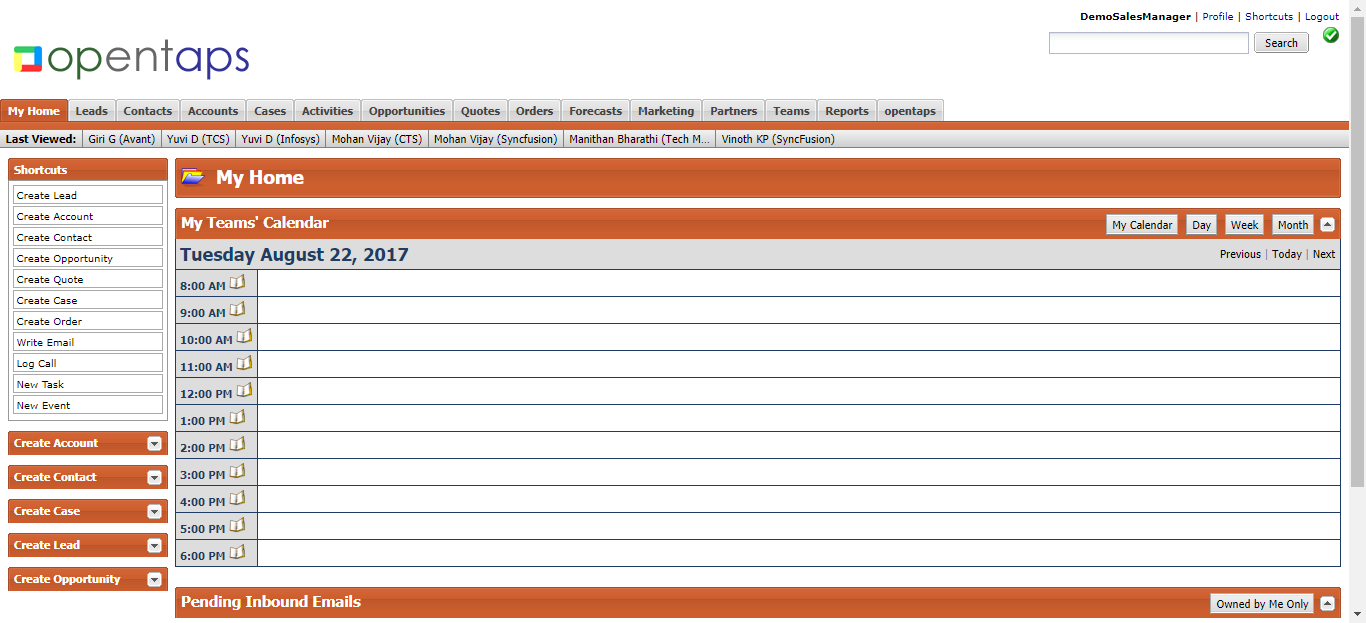 DemoSalesManager | Profile | Shortcuts | Logout
Search
opentaps
My Home Leads Contacts Accounts Cases Activities Opportunities Quotes Orders Forecasts Marketing Partners Teams Reports opentaps
Last Viewed: Giri G (Avant) Yuvi D (TCS) Yuvi D (Infosys) Mohan Vijay (CTS) Mohan Vijay (Syncfusion) Manithan Bharathi (Tech M... Vinoth KP (SyncFusion)
Shortcuts
Create Lead
Create Account
Create Contact
Create Opportunity
Create Quote
Create Case
Create Order
Write Email
Log Call
New Task
New Event
Create Account
Create Contact
Create Case
Create Lead
Create Opportunity
My Home
My Teams' Calendar My Calendar Day Week Month
Tuesday August 22, 2017 Previous | Today | Next
8:00 AM
9:00 AM
10:00 AM
11:00 AM
12:00 PM
1:00 PM
2:00 PM
3:00 PM
4:00 PM
5:00 PM
6:00 PM
Pending Inbound Emails Owned by Me Only